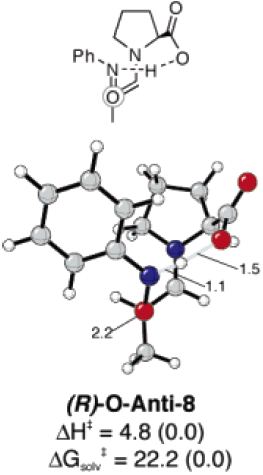 O
N
O
Ph
N
H
O
1.5
1.1
2.2
(R)-O-Anti-8
ΔH‡ = 4.8 (0.0)
ΔGsolv‡ = 22.2 (0.0)